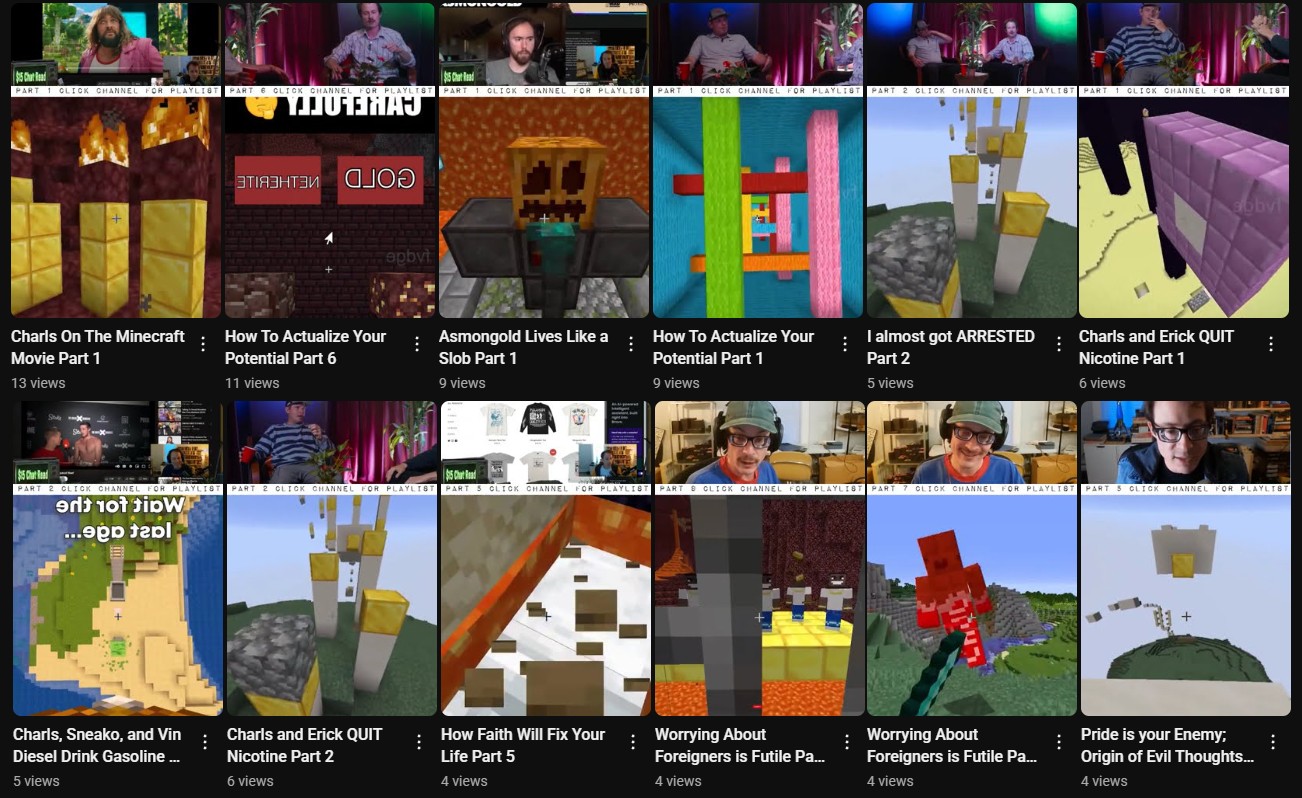 $5 Chat Read
$5 Chat Read
PART 1 CLICK CHANNEL FOR PLAYLIST
PART 6 CLICK CHANNEL FOR PLAYLIST
PART 1 CLICK CHANNEL FOR PLAYLIST
PART 1 CLICK CHANNEL FOR PLAYLIST
PART 2 CLICK CHANNEL FOR PLAYLIST
PART 1 CLICK CHANNEL FOR PLAYLIST
CAREFULLY
NETHERITE
GOLD
Charls On The Minecraft
Movie Part 1
13 views
How To Actualize Your
Potential Part 6
11 views
Asmongold Lives Like a
Slob Part 1
9 views
How To Actualize Your
Potential Part 1
9 views
I almost got ARRESTED
Part 2
5 views
Charls and Erick QUIT
Nicotine Part 1
6 views
$5 Chat Read
$5 Chat Read
PART 2 CLICK CHANNEL FOR PLAYLIST
PART 2 CLICK CHANNEL FOR PLAYLIST
PART 5 CLICK CHANNEL FOR PLAYLIST
PART 8 CLICK CHANNEL FOR PLAYLIST
PART 7 CLICK CHANNEL FOR PLAYLIST
PART 5 CLICK CHANNEL FOR PLAYLIST
Wait for the
last age...
Charls, Sneako, and Vin
Diesel Drink Gasoline ...
5 views
Charls and Erick QUIT
Nicotine Part 2
6 views
How Faith Will Fix Your
Life Part 5
4 views
Worrying About
Foreigners is Futile Pa...
4 views
Worrying About
Foreigners is Futile Pa...
4 views
Pride is your Enemy;
Origin of Evil Thoughts...
4 views